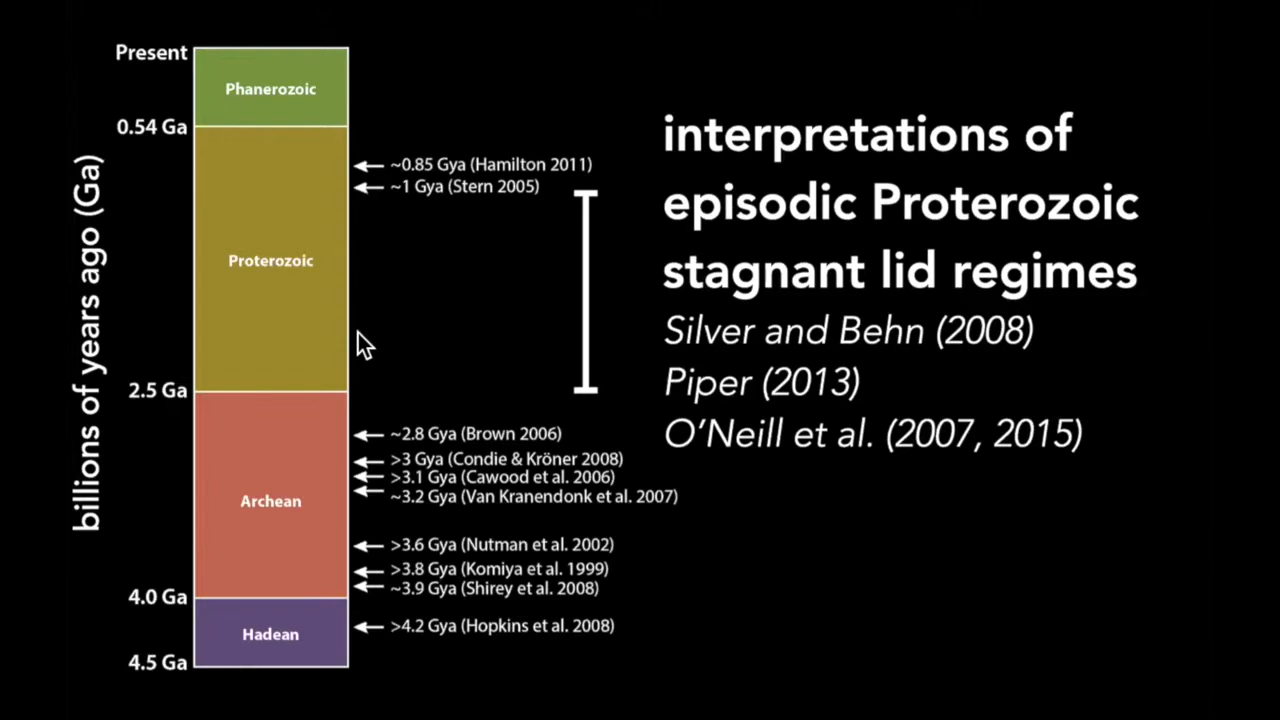 Present
Phanerozoic
0.54 Ga
~0.85 Gya (Hamilton 2011)
~1 Gya (Stern 2005)
Proterozoic
2.5 Ga
~2.8 Gya (Brown 2006)
>3 Gya (Condie & Kröner 2008)
>3.1 Gya (Cawood et al. 2006)
~3.2 Gya (Van Kranendonk et al. 2007)
Archean
>3.6 Gya (Nutman et al. 2002)
>3.8 Gya (Komiya et al. 1999)
~3.9 Gya (Shirey et al. 2008)
4.0 Ga
>4.2 Gya (Hopkins et al. 2008)
Hadean
4.5 Ga
billions of years ago (Ga)
interpretations of
episodic Proterozoic
stagnant lid regimes
Silver and Behn (2008)
Piper (2013)
O’Neill et al. (2007, 2015)